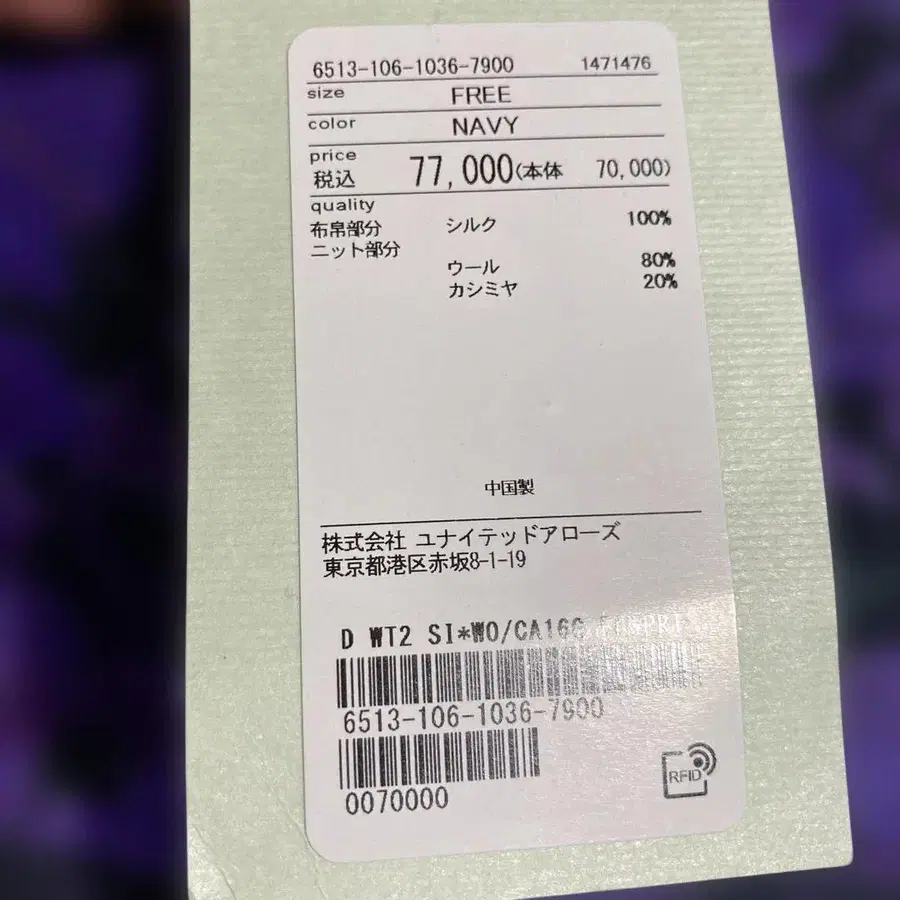 6513-106-1036-7900 1471476
size FREE
color NAVY
price
税込 77,000(本体 70,000)
quality
布帛部分 シルク 100%
ニット部分
ウール 80%
カシミヤ 20%
中国製
株式会社 ユナイテッドアローズ
東京都港区赤坂8-1-19
D WT2 SI*WO/CA16G
6513-106-1036-7900
0070000
RFID